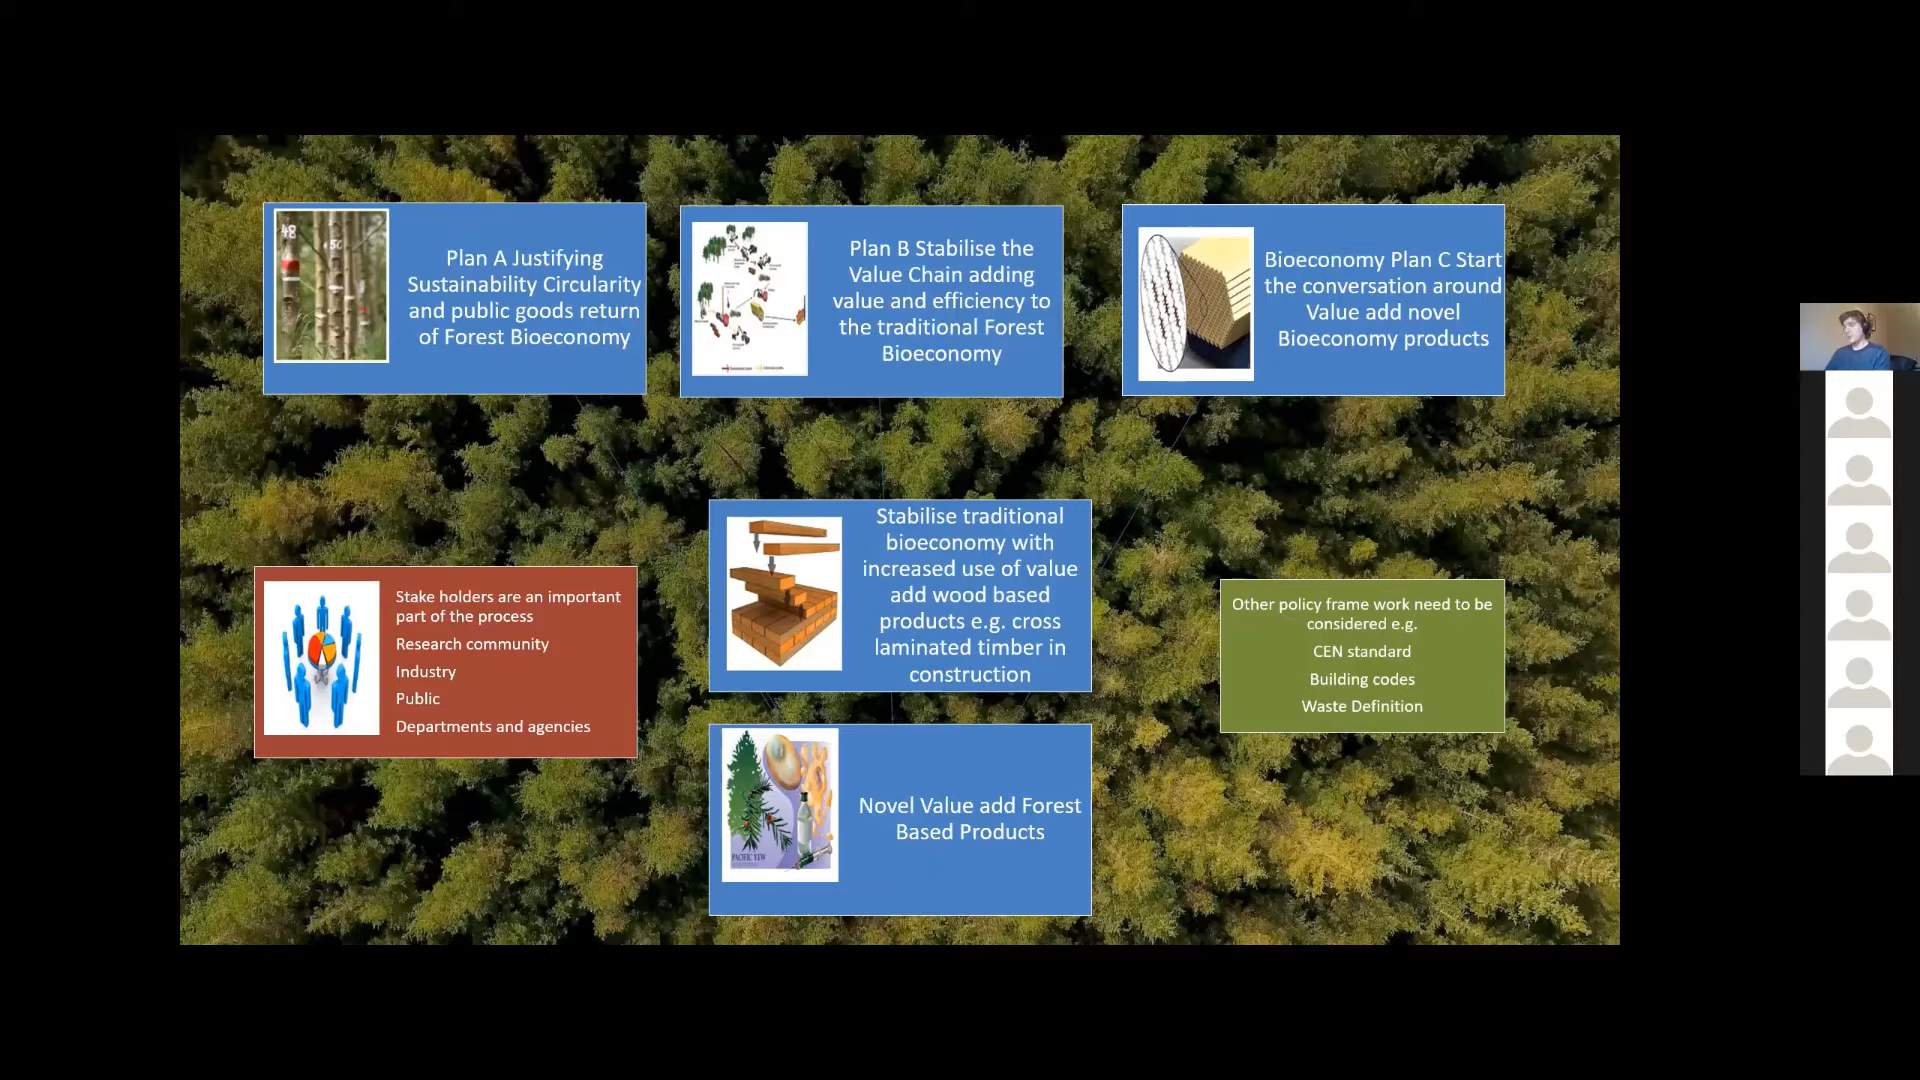 48
50
Plan A Justifying
Sustainability Circularity
and public goods return
of Forest Bioeconomy
Plan B Stabilise the
Value Chain adding
value and efficiency to
the traditional Forest
Bioeconomy
Bioeconomy Plan C Start
the conversation around
Value add novel
Bioeconomy products
Stake holders are an important
part of the process
Research community
Industry
Public
Departments and agencies
Stabilise traditional
bioeconomy with
increased use of value
add wood based
products e.g. cross
laminated timber in
construction
Other policy frame work need to be
considered e.g.
CEN standard
Building codes
Waste Definition
PACIFIC YEW
Novel Value add Forest
Based Products